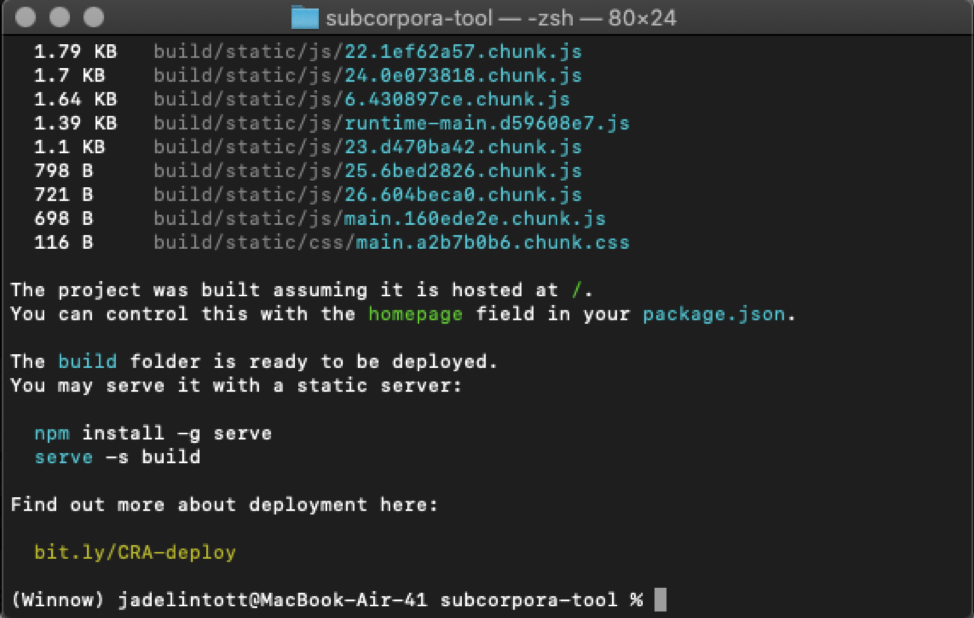 subcorpora-tool — -zsh — 80×24
1.79 KB build/static/js/22.1ef62a57.chunk.js
1.7 KB build/static/js/24.0e073818.chunk.js
1.64 KB build/static/js/6.430897ce.chunk.js
1.39 KB build/static/js/runtime-main.d59608e7.js
1.1 KB build/static/js/23.d470ba42.chunk.js
798 B build/static/js/25.6bed2826.chunk.js
721 B build/static/js/26.604beca0.chunk.js
698 B build/static/js/main.160ede2e.chunk.js
116 B build/static/css/main.a2b7b0b6.chunk.css
The project was built assuming it is hosted at /.
You can control this with the homepage field in your package.json.
The build folder is ready to be deployed.
You may serve it with a static server:
npm install -g serve
serve -s build
Find out more about deployment here:
bit.ly/CRA-deploy
(Winnow) jadelintott@MacBook-Air-41 subcorpora-tool %